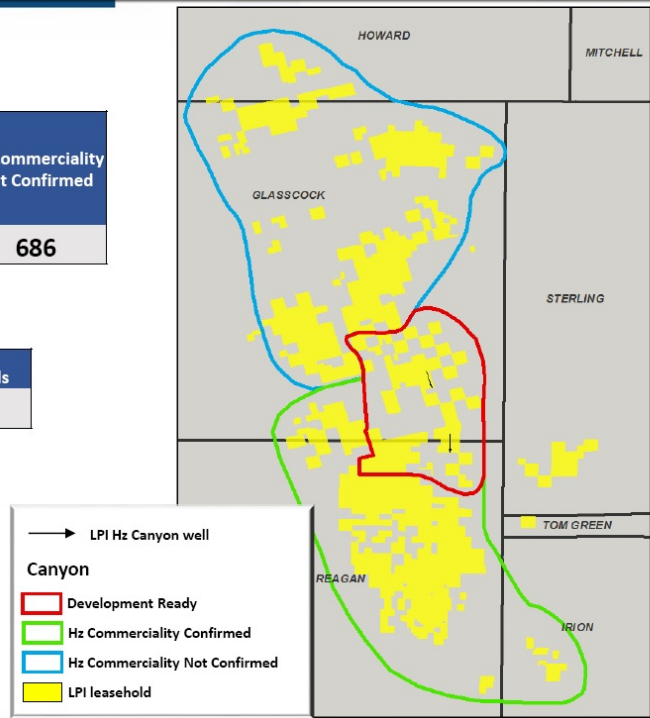 HOWARD
MITCHELL
ommerciality
t Confirmed
686
GLASSCOCK
STERLING
ls
TOM GREEN
LPI Hz Canyon well
Canyon
REAGAN
Development Ready
Hz Commerciality Confirmed
IRION
Hz Commerciality Not Confirmed
LPI leasehold